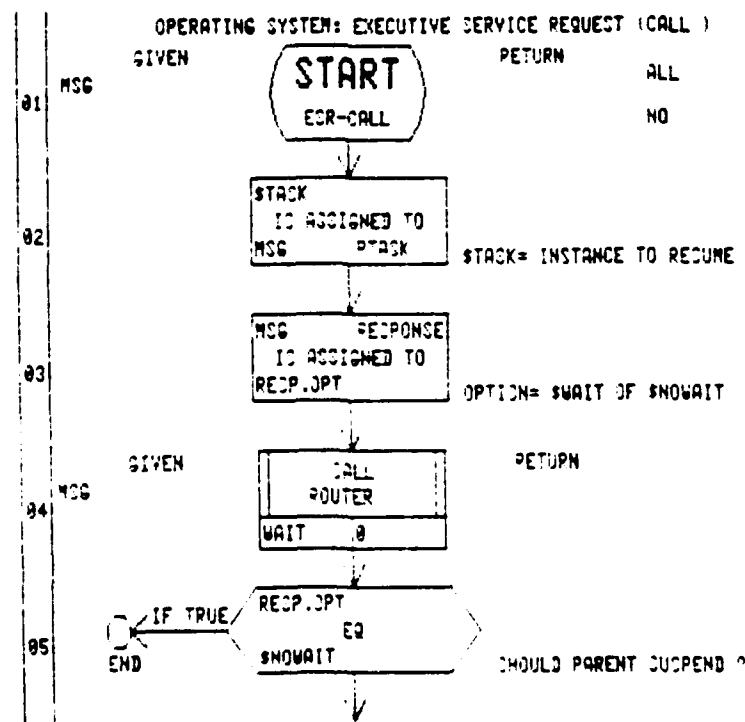 OPERATING SYSTEM: EXECUTIVE SERVICE REQUEST (CALL )
GIVEN RETURN
MSG ALL
NO
01
START
ESR-CALL
02
$TASK
IS ASSIGNED TO
MSG PTASK
$TASK= INSTANCE TO RESUME
03
MSG RESPONSE
IS ASSIGNED TO
RESP.OPT
OPTION= $WAIT OF $NOWAIT
GIVEN RETURN
MSG
04
CALL
ROUTER
WAIT .0
05
RESP.OPT
EQ
$NOWAIT
IF TRUE
END
SHOULD PARENT SUSPEND ?